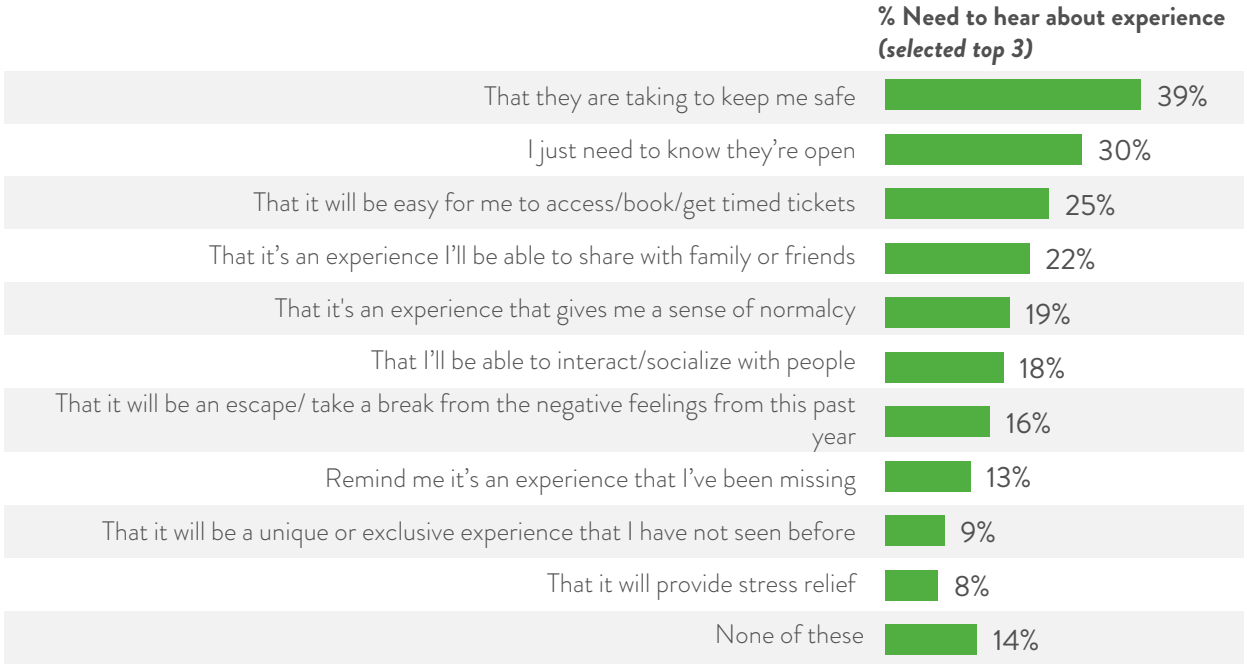 % Need to hear about experience
(selected top 3)
That they are taking to keep me safe 39%
I just need to know they're open 30%
That it will be easy for me to access/book/get timed tickets 25%
That it's an experience I'll be able to share with family or friends 22%
That it's an experience that gives me a sense of normalcy 19%
That I'll be able to interact/socialize with people 18%
That it will be an escape/ take a break from the negative feelings from this past
year 16%
Remind me it's an experience that I've been missing 13%
That it will be a unique or exclusive experience that I have not seen before 9%
That it will provide stress relief 8%
None of these 14%